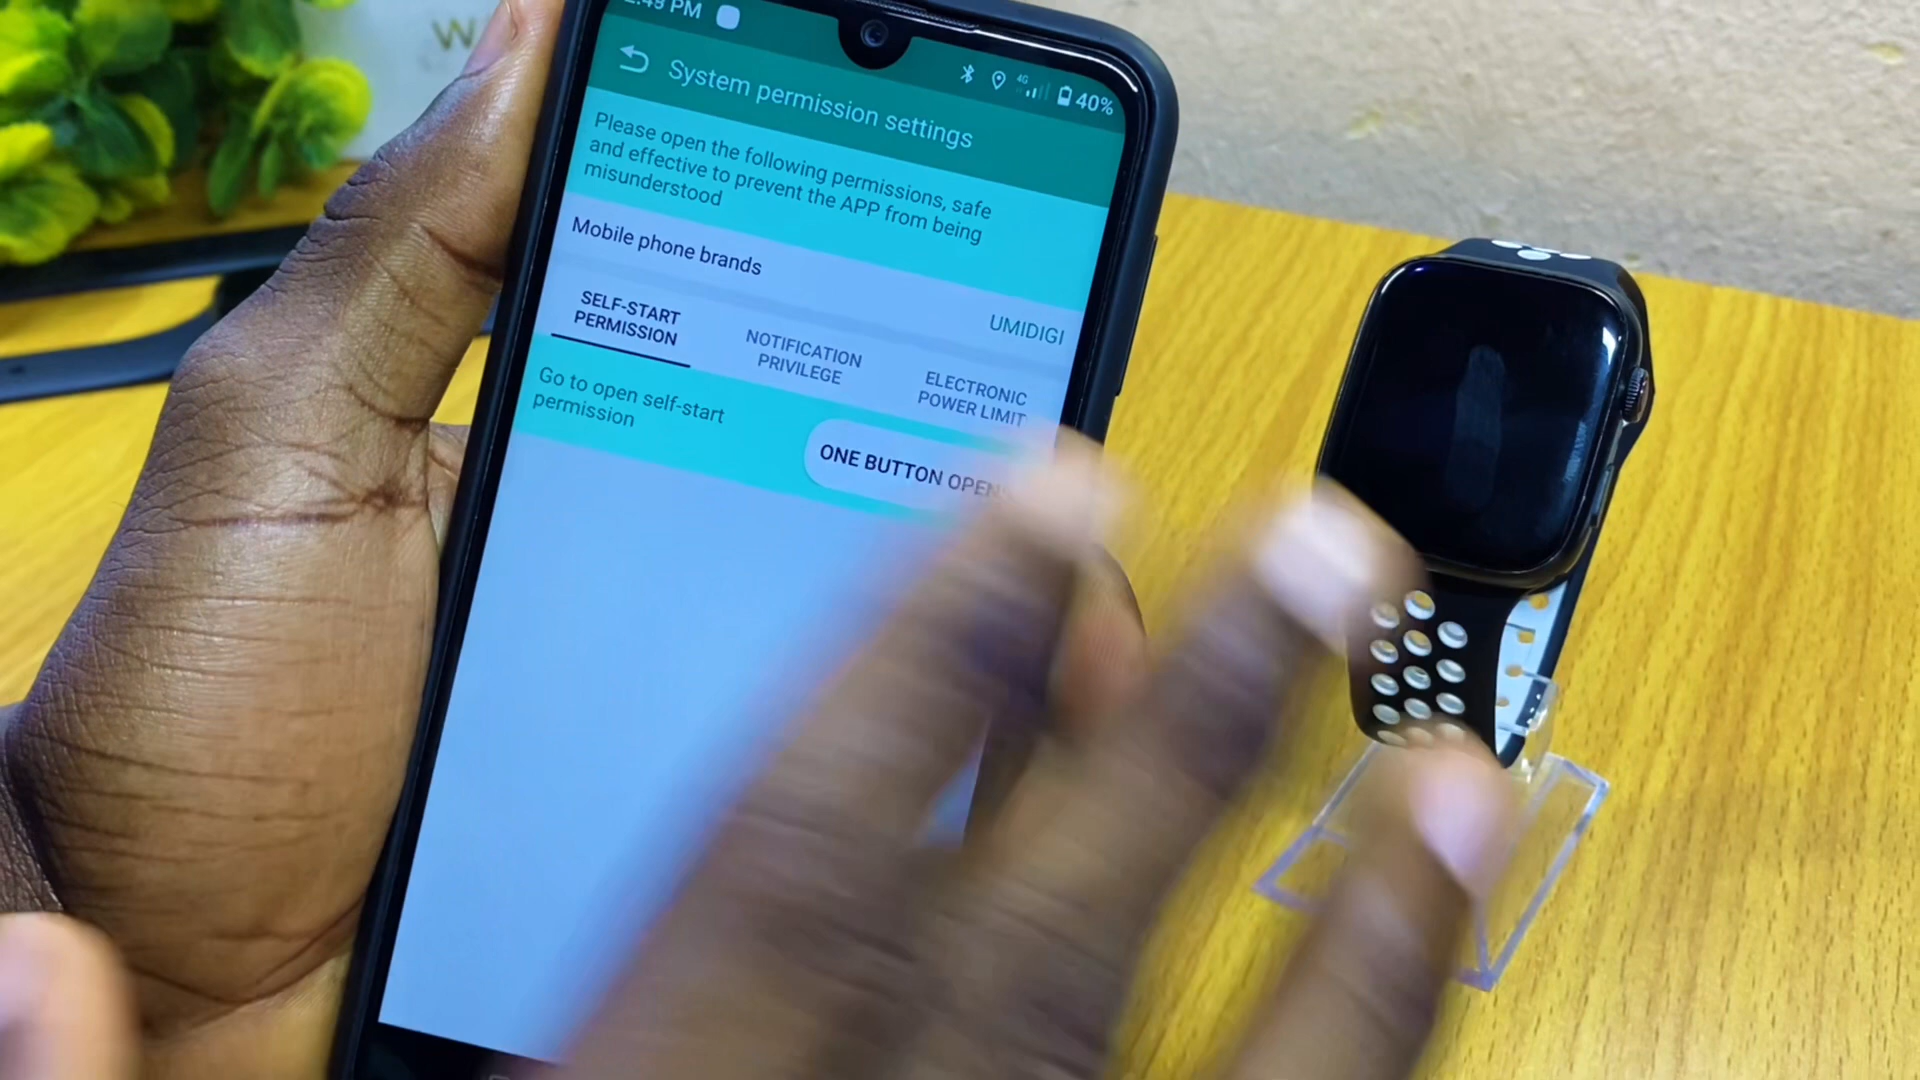 :49 PM
4G
40%
System permission settings
Please open the following permissions, safe
and effective to prevent the APP from being
misunderstood
Mobile phone brands
UMIDIGI
SELF-START
PERMISSION
NOTIFICATION
PRIVILEGE
ELECTRONIC
POWER LIMIT
Go to open self-start
permission
ONE BUTTON OPEN
W